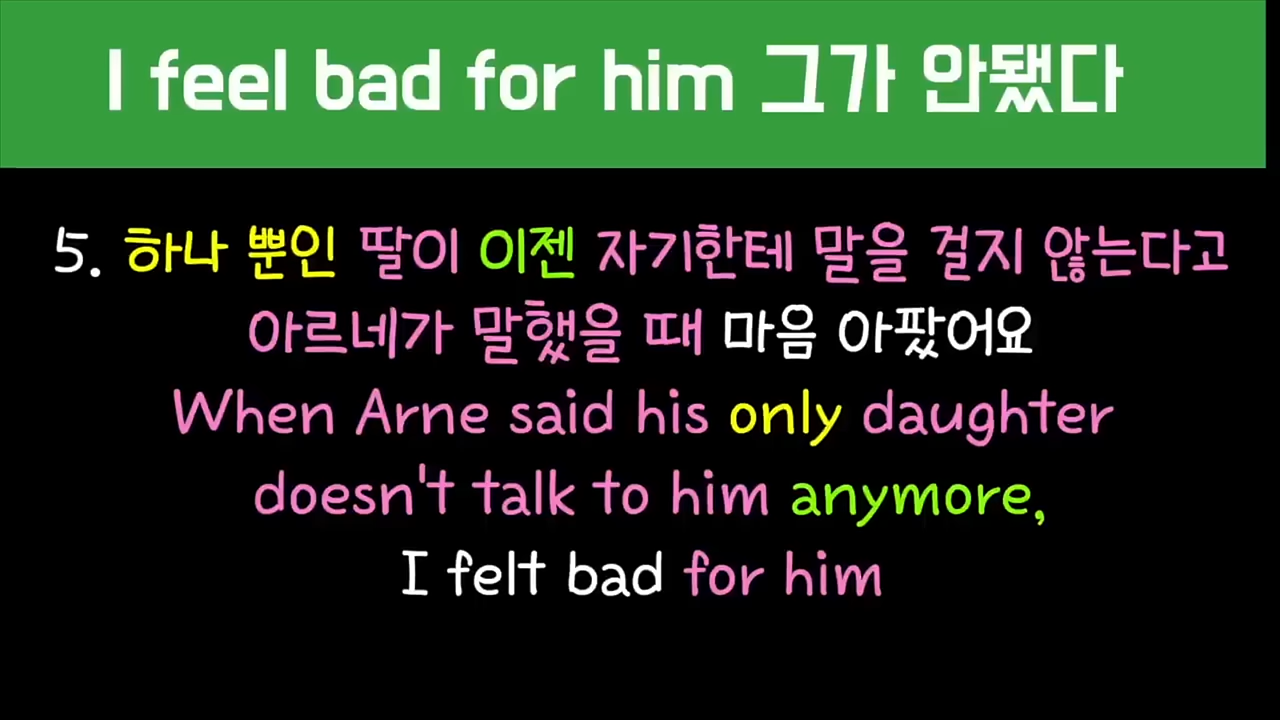 I feel bad for him 그가 안됐다
5. 하나 뿐인 딸이 이젠 자기한테 말을 걸지 않는다고
아르네가 말했을 때 마음 아팠어요
When Arne said his only daughter
doesn't talk to him anymore,
I felt bad for him